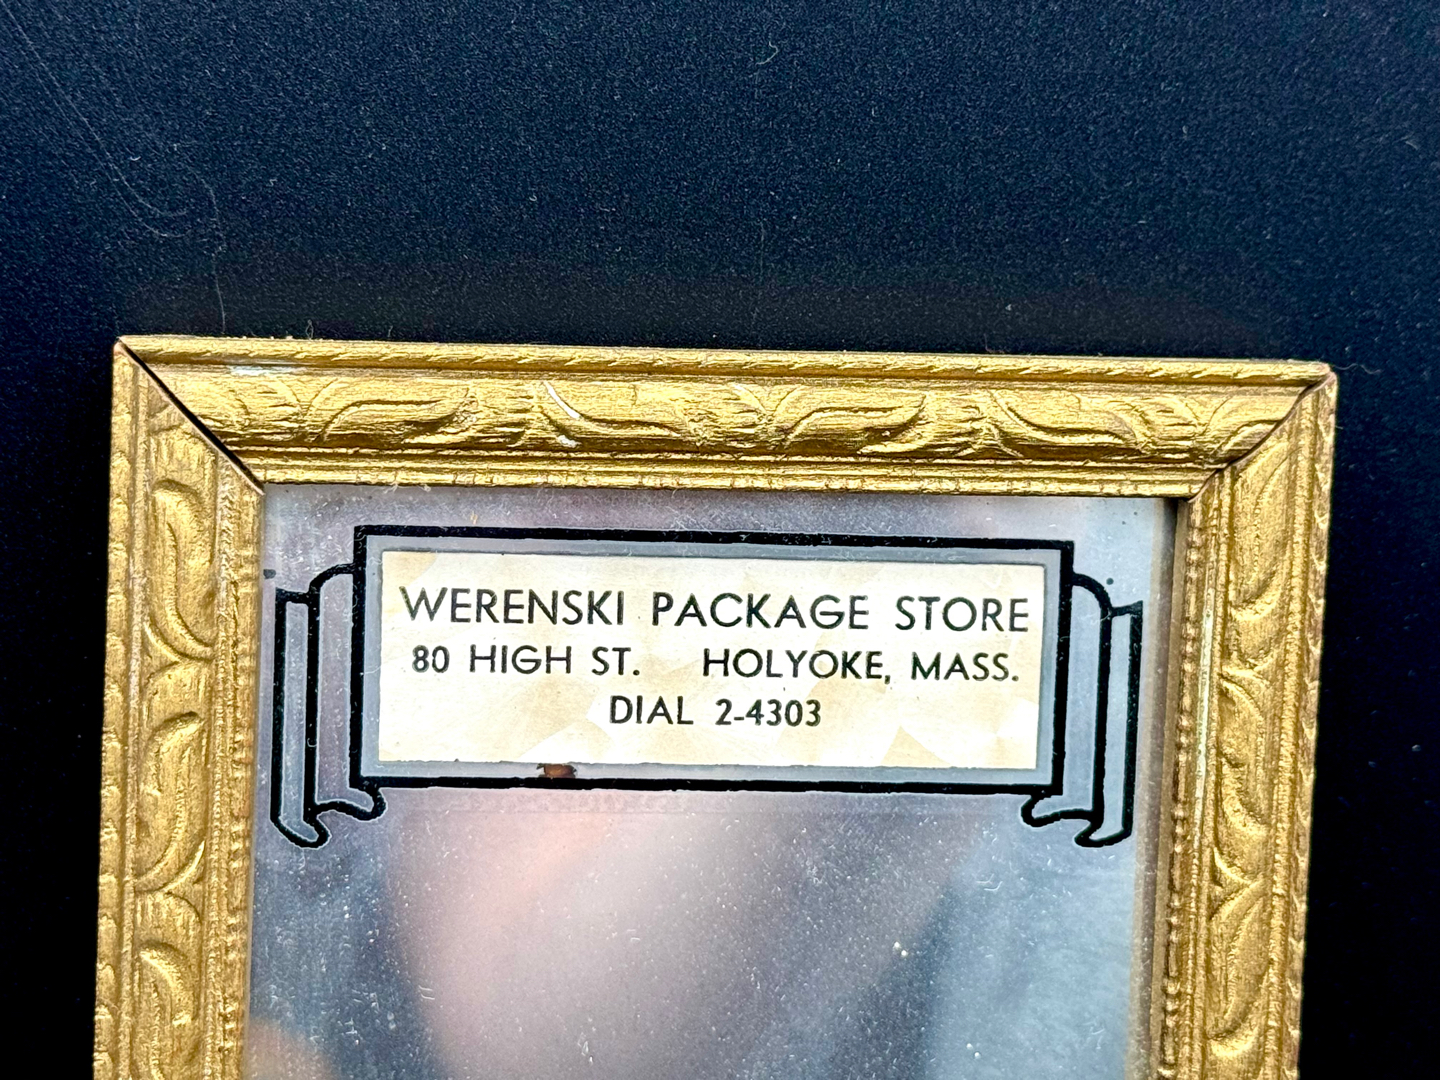 WERENSKI PACKAGE STORE
80 HIGH ST. HOLYOKE, MASS.
DIAL 2-4303